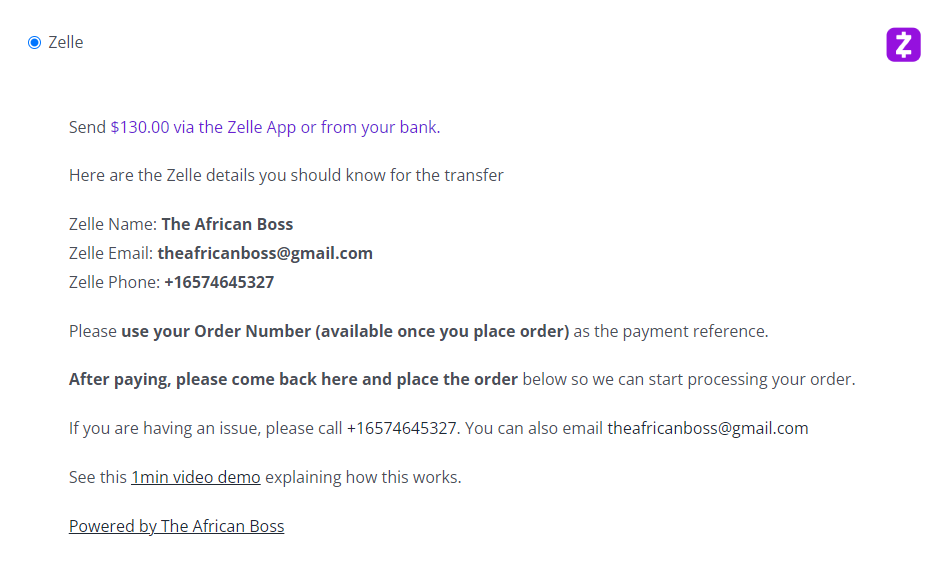 Zelle
Send $130.00 via the Zelle App or from your bank.
Here are the Zelle details you should know for the transfer
Zelle Name: The African Boss
Zelle Email: theafricanboss@gmail.com
Zelle Phone: +16574645327
Please use your Order Number (available once you place order) as the payment reference.
After paying, please come back here and place the order below so we can start processing your order.
If you are having an issue, please call +16574645327. You can also email theafricanboss@gmail.com
See this 1min video demo explaining how this works.
Powered by The African Boss